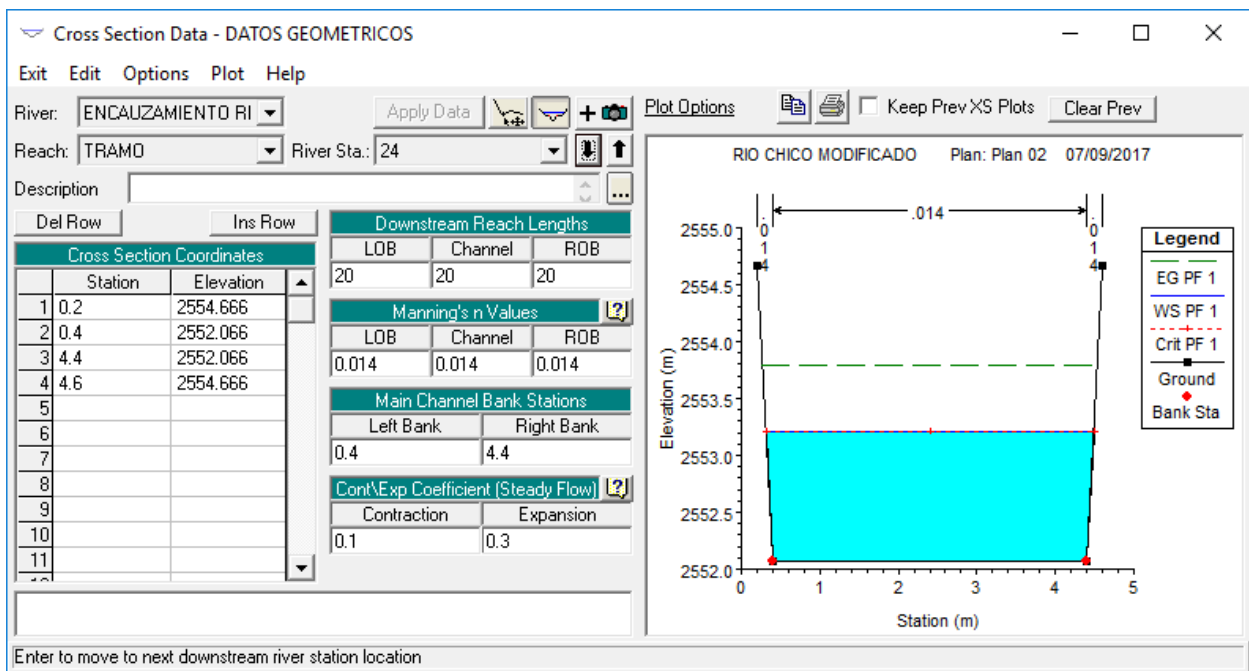 Cross Section Data - DATOS GEOMETRICOS
Exit Edit Options Plot Help
River: ENCAUZAMIENTO RI
Apply Data
Reach: TRAMO
River Sta.: 24
Description
...
Del Row
Ins Row
Cross Section Coordinates
Station Elevation
1 0.2 2554.666
2 0.4 2552.066
3 4.4 2552.066
4 4.6 2554.666
5
6
7
8
9
10
11
Downstream Reach Lengths
LOB Channel ROB
20 20 20
Manning's n Values
LOB Channel ROB
0.014 0.014 0.014
Main Channel Bank Stations
Left Bank Right Bank
0.4 4.4
Cont\Exp Coefficient (Steady Flow)
Contraction Expansion
0.1 0.3
Plot Options
Keep Prev XS Plots
Clear Prev
RIO CHICO MODIFICADO Plan: Plan 02 07/09/2017
.014
.014
.014
2555.0
2554.5
2554.0
2553.5
2553.0
2552.5
2552.0
Elevation (m)
0 1 2 3 4 5
Station (m)
Legend
EG PF 1
WS PF 1
Crit PF 1
Ground
Bank Sta
Enter to move to next downstream river station location